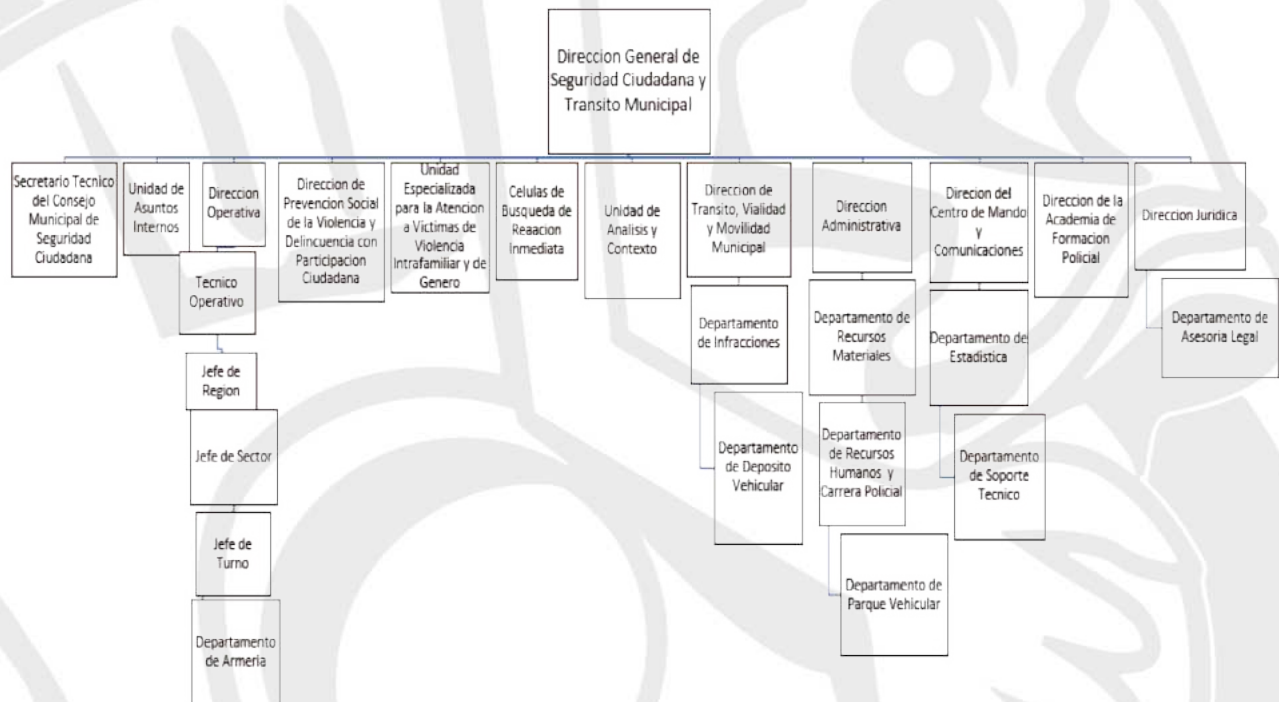 Direccion General de
Seguridad Ciudadana y
Transito Municipal
Secretario Tecnico
del Consejo
Municipal de
Seguridad
Ciudadana
Unidad de
Asuntos
Internos
Direccion
Operativa
Tecnico
Operativo
Jefe de
Region
Jefe de Sector
Jefe de
Turno
Departamento
de Armeria
Direccion de
Prevencion Social
de la Violencia y
Delincuencia con
Participacion
Ciudadana
Unidad
Especializada
para la Atencion
a Victimas de
Violencia
Intrafamiliar y de
Genero
Celulas de
Busqueda de
Reaacion
Inmediata
Unidad de
Analisis y
Contexto
Direccion de
Transito, Vialidad
y Movilidad
Municipal
Departamento
de Infracciones
Departamento
de Deposito
Vehicular
Direccion
Administrativa
Departamento de
Recursos
Materiales
Departamento
de Recursos
Humanos y
Carrera Policial
Departamento de
Parque Vehicular
Direcion del
Centro de Mando
y
Comunicaciones
Departamento de
Estadistica
Departamento
de Soporte
Tecnico
Direccion de la
Academia de
Formacion
Policial
Direccion Juridica
Departamento de
Asesoria Legal